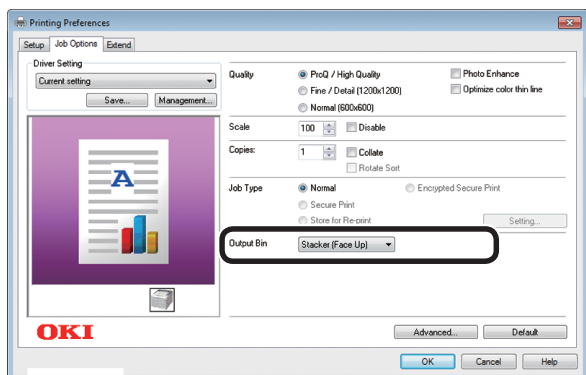 Printing Preferences
Setup Job Options Extend
Driver Setting
Current setting
Save... Management...
A
OKI
Quality ProQ / High Quality Photo Enhance
Fine / Detail (1200x1200) Optimize color thin line
Normal (600x600)
Scale 100 Disable
Copies: 1 Collate
Rotate Sort
Job Type Normal Encrypted Secure Print
Secure Print
Store for Re-print Setting...
Output Bin Stacker (Face Up)
Advanced... Default
OK Cancel Help